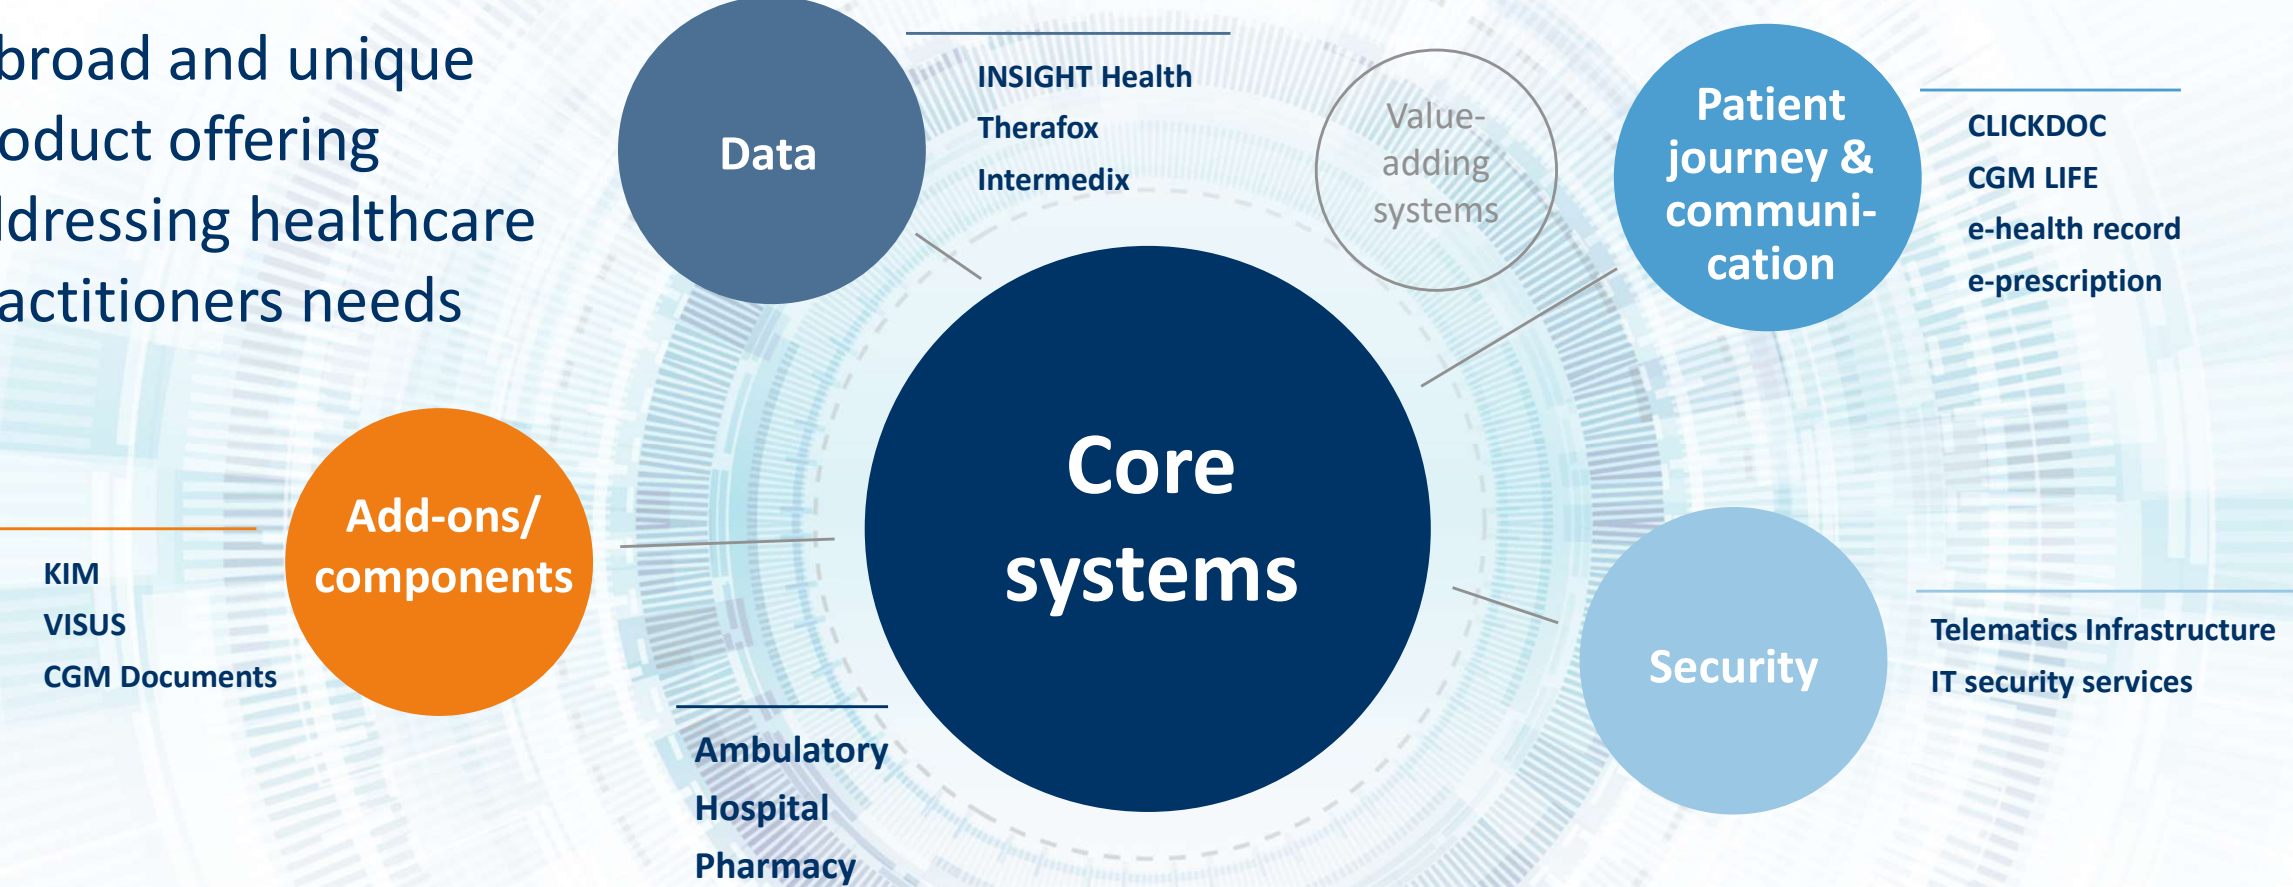 broad and unique
oduct offering
ldressing healthcare
actitioners needs
Data
INSIGHT Health
Therafox
Intermedix
Value-
adding
systems
Patient
journey &
communi-
cation
CLICKDOC
CGM LIFE
e-health record
e-prescription
Core
systems
Add-ons/
components
KIM
VISUS
CGM Documents
Ambulatory
Hospital
Pharmacy
Security
Telematics Infrastructure
IT security services